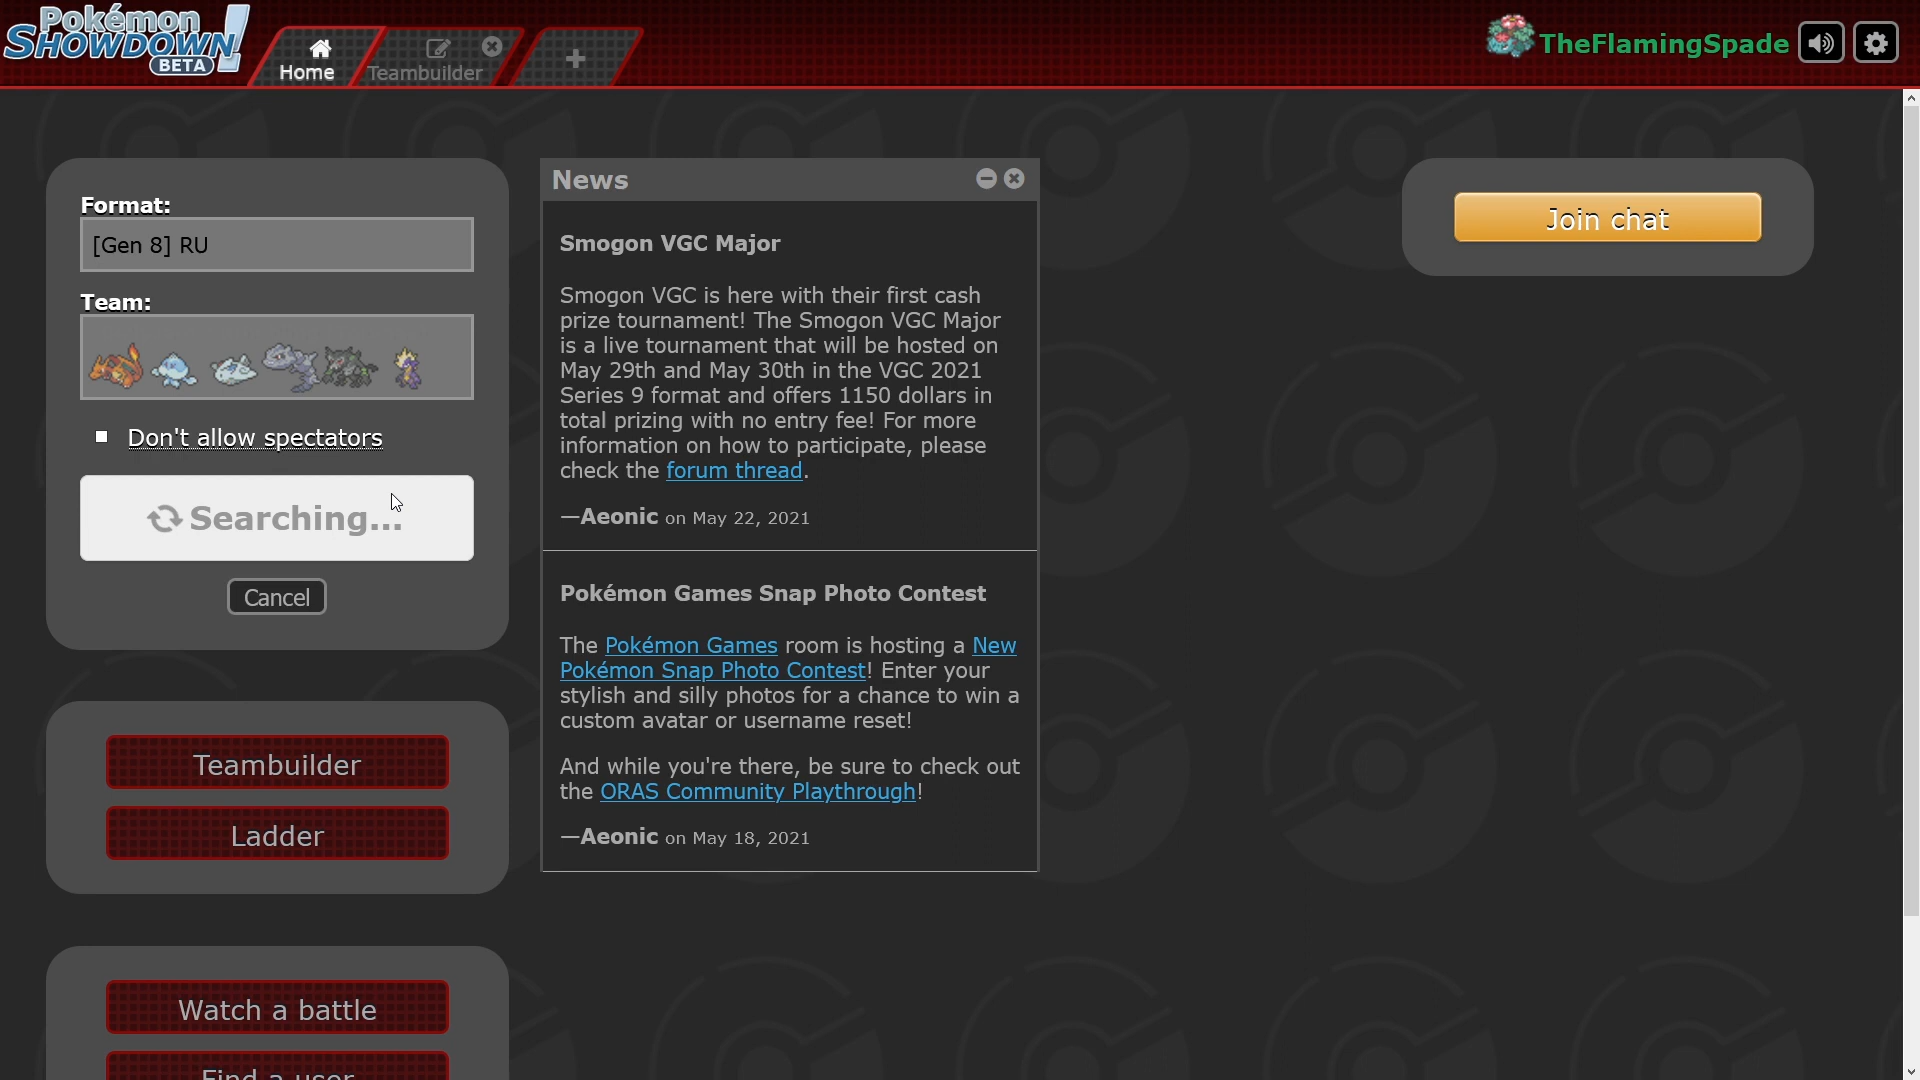 Pokémon
SHOWDOWN!
BETA
Home
Teambuilder
TheFlamingSpade
Format:
[Gen 8] RU
Team:
Don't allow spectators
Searching...
Cancel
Teambuilder
Ladder
Watch a battle
Find a user
News
Smogon VGC Major
Smogon VGC is here with their first cash
prize tournament! The Smogon VGC Major
is a live tournament that will be hosted on
May 29th and May 30th in the VGC 2021
Series 9 format and offers 1150 dollars in
total prizing with no entry fee! For more
information on how to participate, please
check the forum thread.
—Aeonic on May 22, 2021
Pokémon Games Snap Photo Contest
The Pokémon Games room is hosting a New
Pokémon Snap Photo Contest! Enter your
stylish and silly photos for a chance to win a
custom avatar or username reset!
And while you're there, be sure to check out
the ORAS Community Playthrough!
—Aeonic on May 18, 2021
Join chat